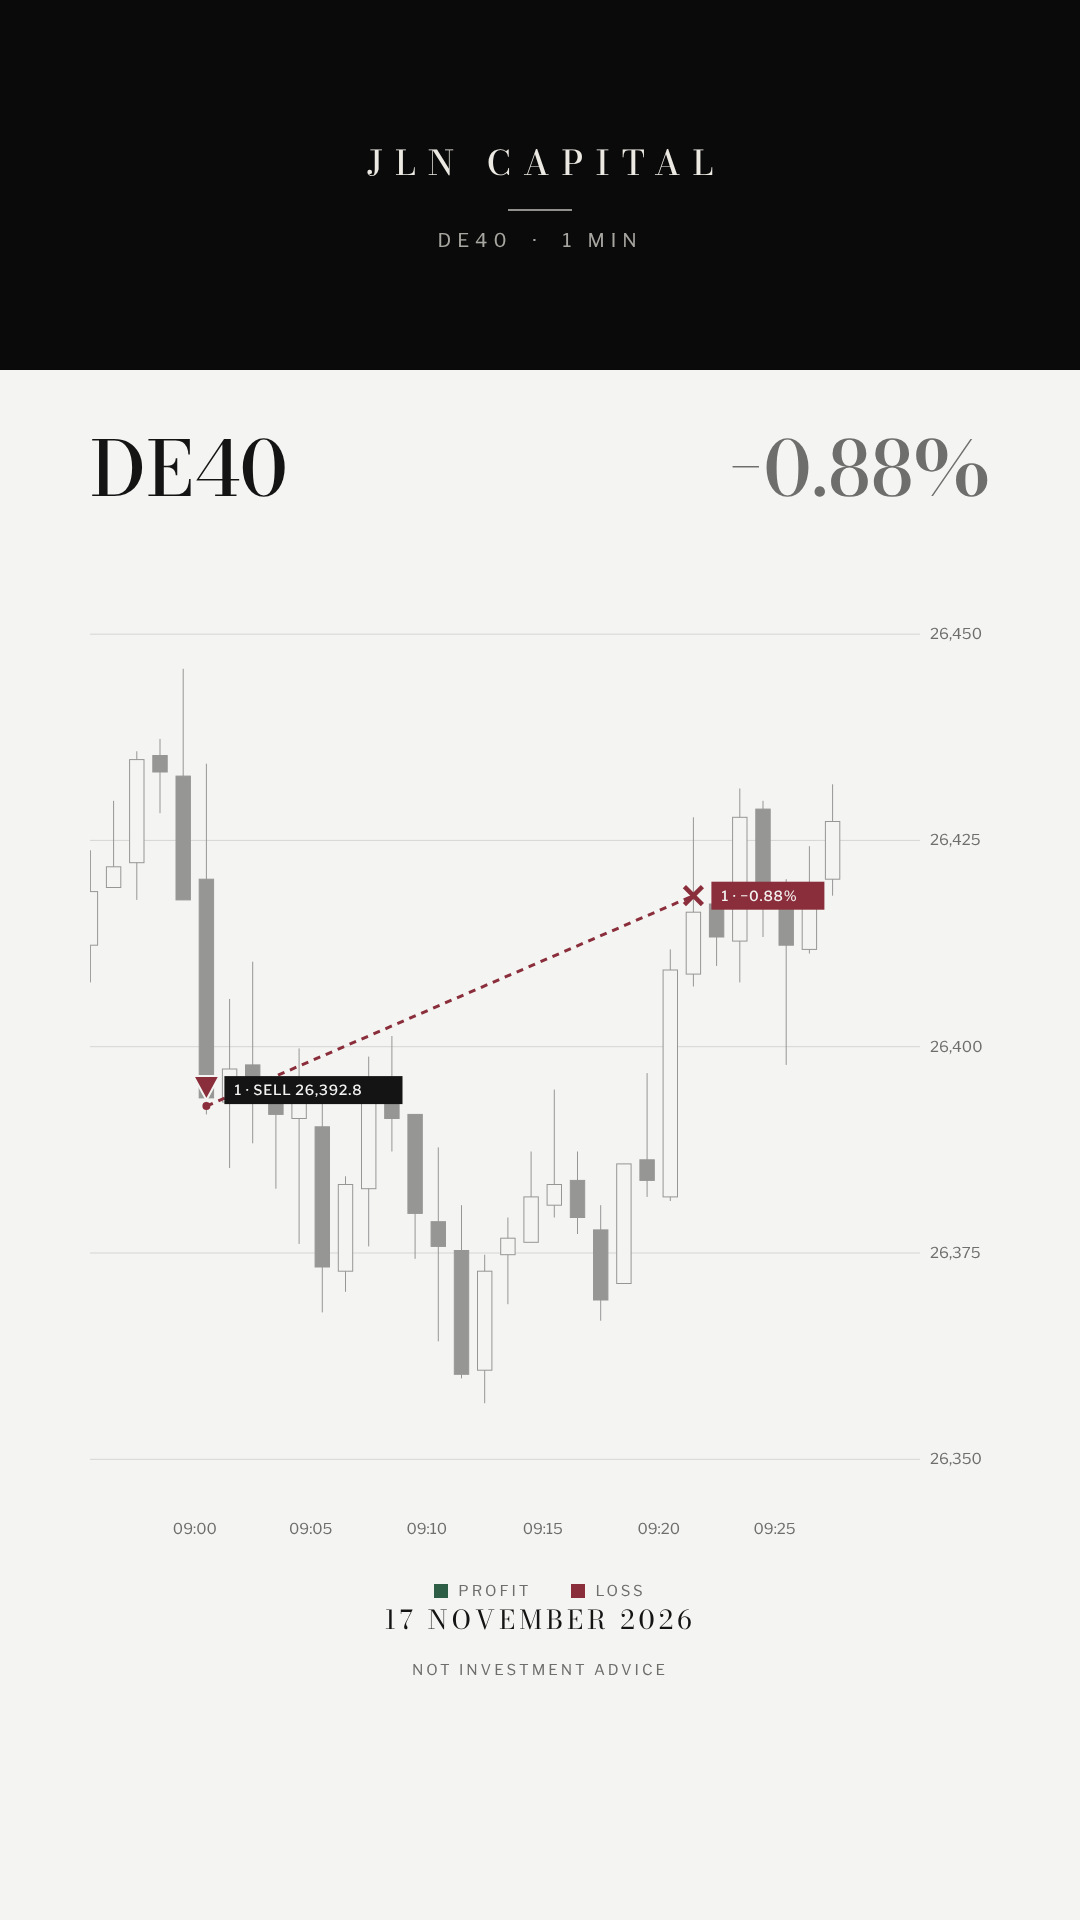 JLN CAPITAL
DE40 · 1 MIN
DE40
−0.88%
26,450
26,425
1 · −0.88%
26,400
1 · SELL 26,392.8
26,375
26,350
09:00 09:05 09:10 09:15 09:20 09:25
PROFIT LOSS
17 NOVEMBER 2026
NOT INVESTMENT ADVICE